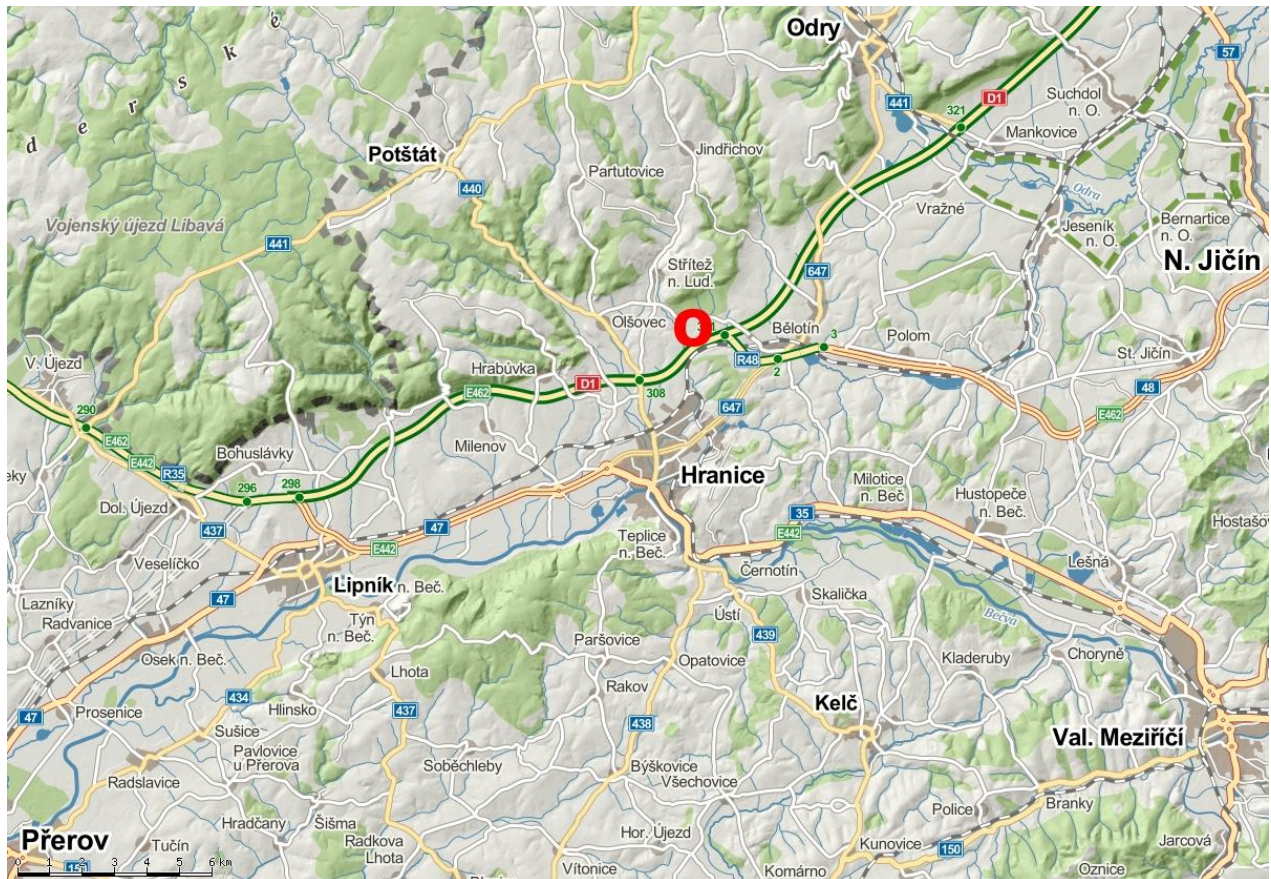 Odry
57
D1
441
321
Suchdol
n. O.
Mankovice
d e r s k é
Potštát
Jindřichov
Partutovice
440
Odra
Vražné
Jeseník
n. O.
Bernartice
n. O.
Vojenský újezd Libavá
441
N. Jičín
Střítež
n. Lud.
647
Olšovec
O
Bělotín
3
Polom
R48
2
St. Jičín
V. Újezd
Hrabůvka
D1
E462
308
48
290
647
E462
E462
E442
Milenov
Bohuslávky
R35
Hranice
Milotice
n. Beč.
296
298
Hustopeče
n. Beč.
Dol. Újezd
35
437
47
Teplice
n. Beč.
E442
E442
Veselíčko
Černotín
Lešná
Lipník n. Beč.
Skalička
Lazníky
47
Radvanice
Týn
n. Beč.
Ústí
Bečva
439
Paršovice
Osek n. Beč.
Opatovice
Choryně
Kladeruby
Lhota
Rakov
434
Hlinsko
437
Kelč
47
Prosenice
438
Sušice
Val. Meziříčí
Pavlovice
u Přerova
Soběchleby
Býškovice
Radslavice
Všechovice
Police
Branky
Hradčany
Šišma
Přerov
Tučín
Radkova
Lhota
Hor. Újezd
Kunovice
150
Jarcová
0 1 2 3 4 5 6 km
Vítonice
Komárno
Oznice